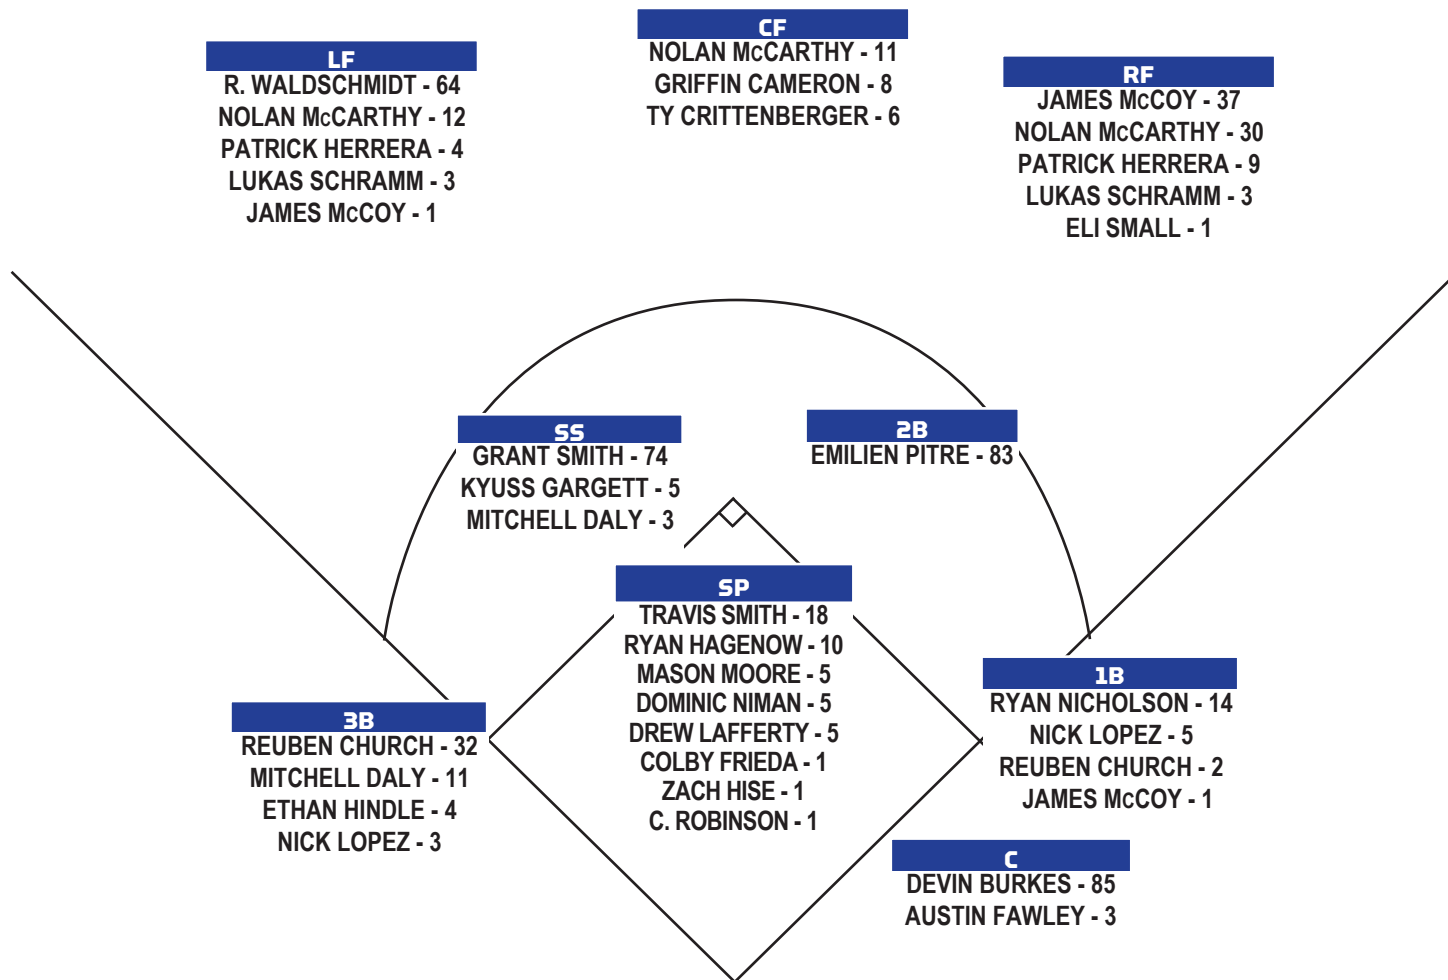 LF
R. WALDSCHMIDT - 64
NOLAN McCARTHY - 12
PATRICK HERRERA - 4
LUKAS SCHRAMM - 3
JAMES McCOY - 1
CF
NOLAN McCARTHY - 11
GRIFFIN CAMERON - 8
TY CRITTENBERGER - 6
RF
JAMES McCOY - 37
NOLAN McCARTHY - 30
PATRICK HERRERA - 9
LUKAS SCHRAMM - 3
ELI SMALL - 1
SS
GRANT SMITH - 74
KYUSS GARGETT - 5
MITCHELL DALY - 3
2B
EMILIEN PITRE - 83
SP
TRAVIS SMITH - 18
RYAN HAGENOW - 10
MASON MOORE - 5
DOMINIC NIMAN - 5
DREW LAFFERTY - 5
COLBY FRIEDA - 1
ZACH HISE - 1
C. ROBINSON - 1
3B
REUBEN CHURCH - 32
MITCHELL DALY - 11
ETHAN HINDLE - 4
NICK LOPEZ - 3
1B
RYAN NICHOLSON - 14
NICK LOPEZ - 5
REUBEN CHURCH - 2
JAMES McCOY - 1
C
DEVIN BURKES - 85
AUSTIN FAWLEY - 3